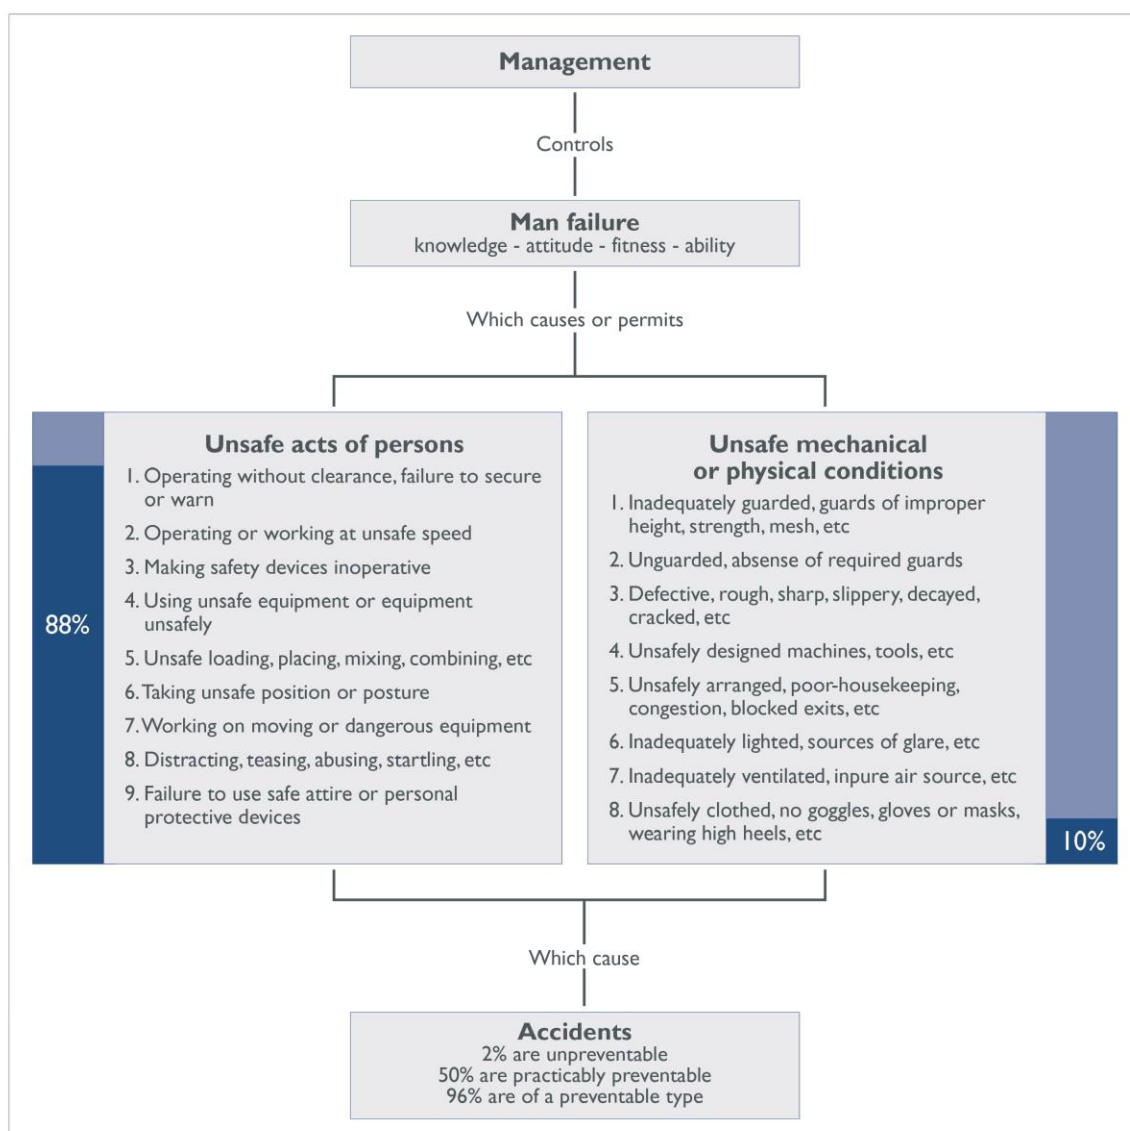 Management
Controls
Man failure
knowledge - attitude - fitness - ability
Which causes or permits
88%
Unsafe acts of persons
1. Operating without clearance, failure to secure
or warn
2. Operating or working at unsafe speed
3. Making safety devices inoperative
4. Using unsafe equipment or equipment
unsafely
5. Unsafe loading, placing, mixing, combining, etc
6. Taking unsafe position or posture
7. Working on moving or dangerous equipment
8. Distracting, teasing, abusing, startling, etc
9. Failure to use safe attire or personal
protective devices
Unsafe mechanical
or physical conditions
1. Inadequately guarded, guards of improper
height, strength, mesh, etc
2. Unguarded, absence of required guards
3. Defective, rough, sharp, slippery, decayed,
cracked, etc
4. Unsafely designed machines, tools, etc
5. Unsafely arranged, poor-housekeeping,
congestion, blocked exits, etc
6. Inadequately lighted, sources of glare, etc
7. Inadequately ventilated, inpure air source, etc
8. Unsafely clothed, no goggles, gloves or masks,
wearing high heels, etc
10%
Which cause
Accidents
2% are unpreventable
50% are practicably preventable
96% are of a preventable type